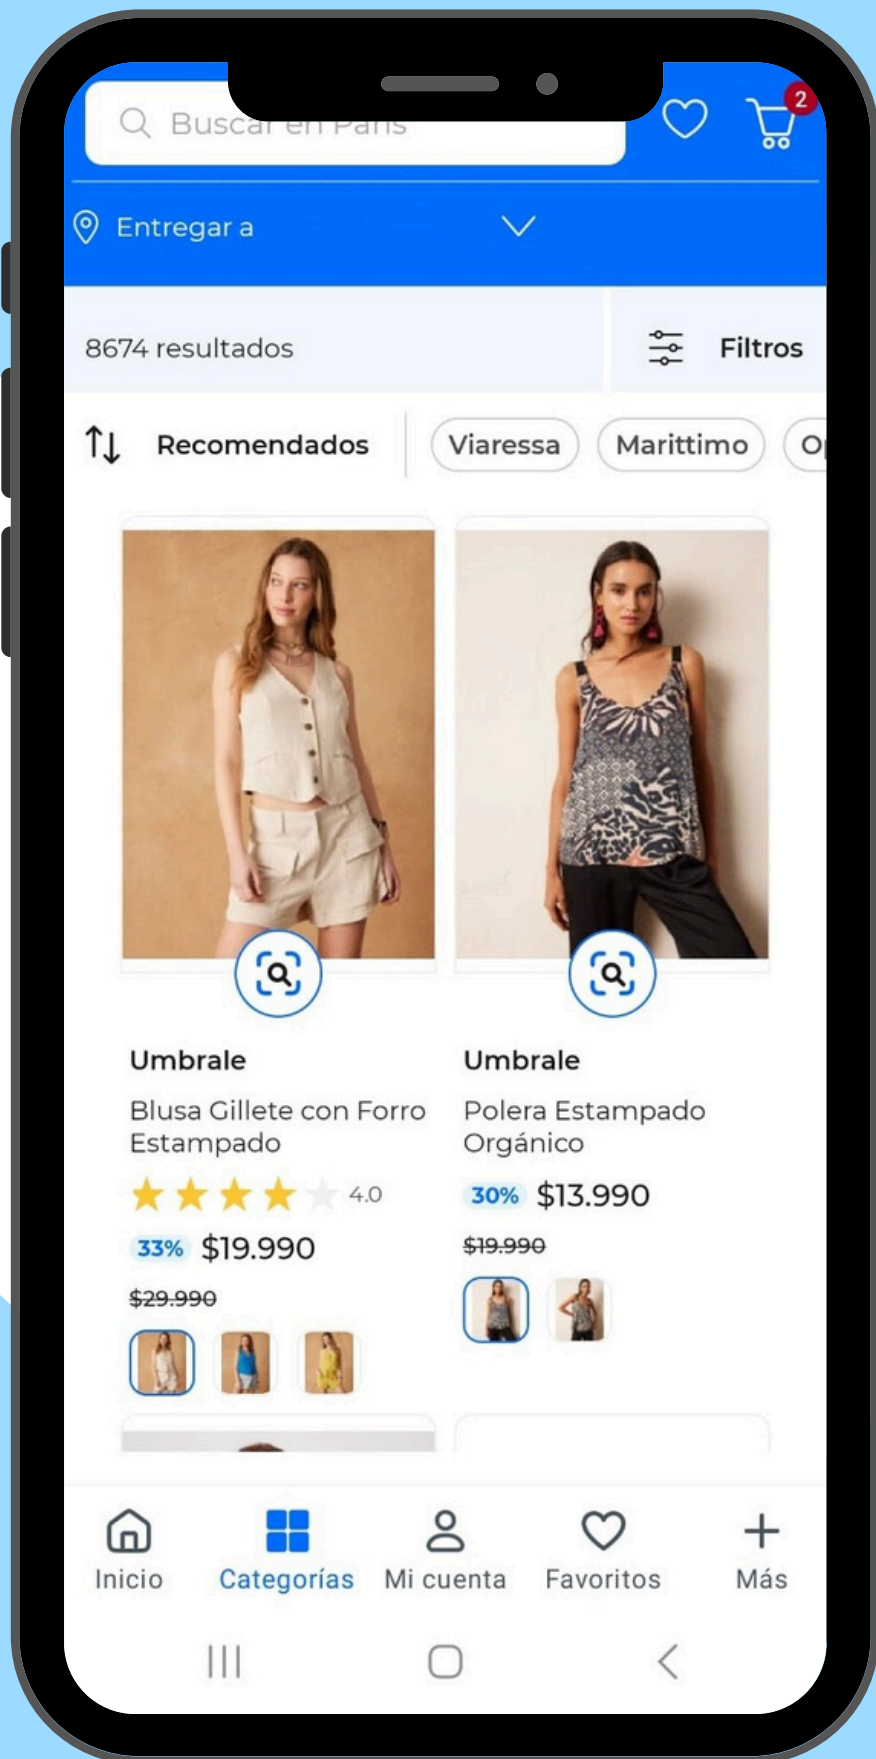 Buscar en Paris
2
Entregar a
8674 resultados
Filtros
Recomendados
Viaressa
Marittimo
Umbrale
Blusa Gillete con Forro
Estampado
4.0
33% $19.990
$29.990
Umbrale
Polera Estampado
Orgánico
30% $13.990
$19.990
Inicio
Categorías
Mi cuenta
Favoritos
Más